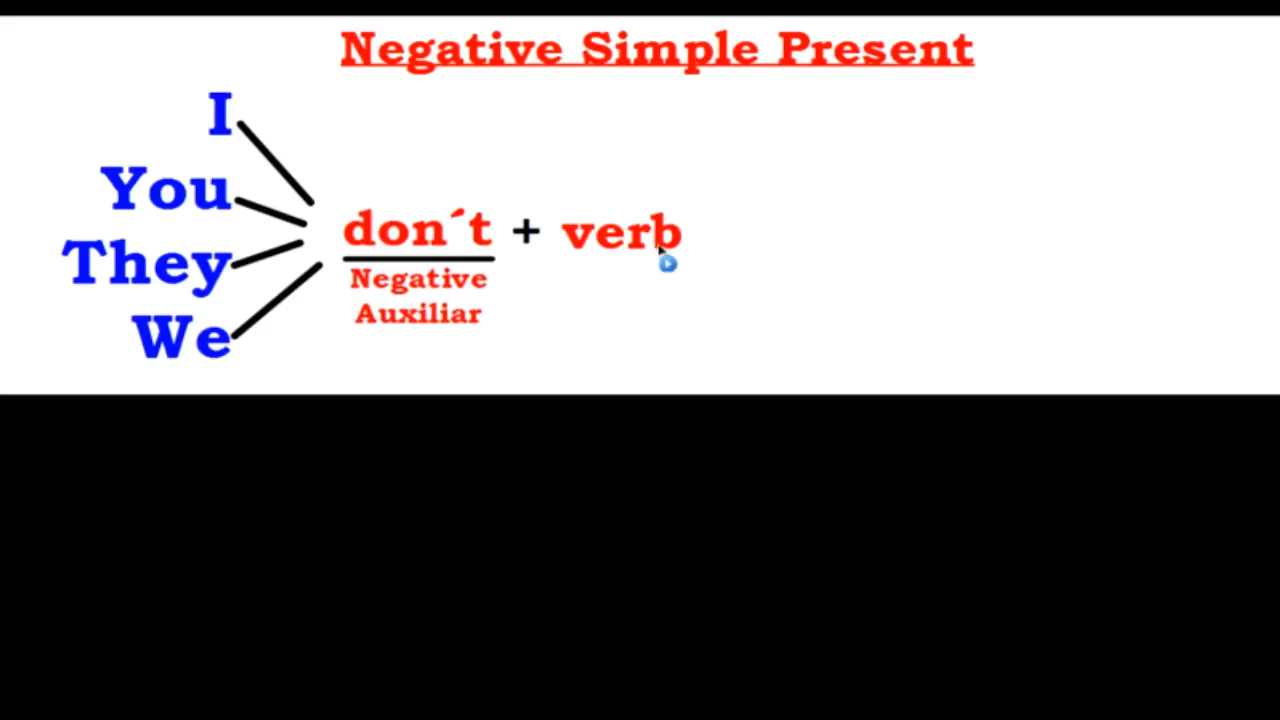 Negative Simple Present
I
You
They
We
don´t + verb
Negative
Auxiliar